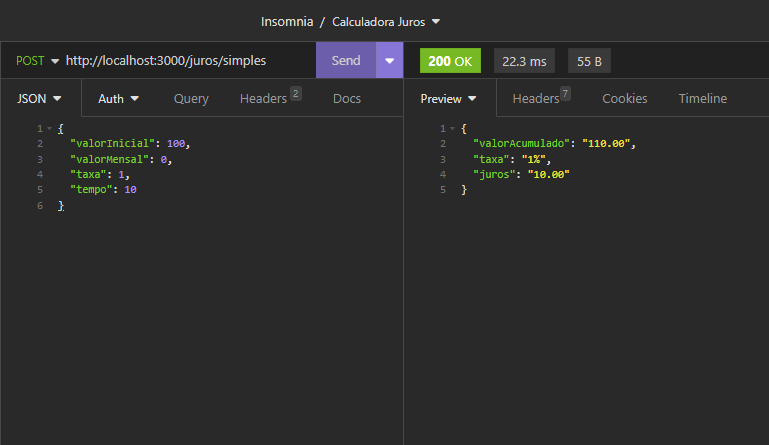 Insomnia / Calculadora Juros
POST http://localhost:3000/juros/simples Send 200 OK 22.3 ms 55 B
JSON Auth Query Headers 2 Docs Preview Headers 7 Cookies Timeline
1 {
2 "valorInicial": 100,
3 "valorMensal": 0,
4 "taxa": 1,
5 "tempo": 10
6 }
1 {
2 "valorAcumulado": "110.00",
3 "taxa": "1%",
4 "juros": "10.00"
5 }